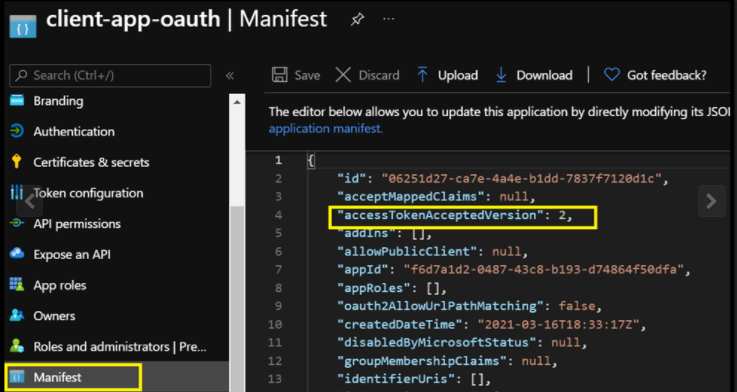 client-app-oauth | Manifest
Search (Ctrl+/)
Save Discard Upload Download Got feedback?
Branding
Authentication
Certificates & secrets
Token configuration
API permissions
Expose an API
App roles
Owners
Roles and administrators | Pre...
Manifest
The editor below allows you to update this application by directly modifying its JSO
application manifest.
1 {
2 "id": "06251d27-ca7e-4a4e-b1dd-7837f7120d1c",
3 "acceptMappedClaims": null,
4 "accessTokenAcceptedVersion": 2,
5 "addIns": [],
6 "allowPublicClient": null,
7 "appId": "f6d7a1d2-0487-43c8-b193-d74864f50dfa",
8 "appRoles": [],
9 "oauth2AllowUrlPathMatching": false,
10 "createdDateTime": "2021-03-16T18:33:17Z",
11 "disabledByMicrosoftStatus": null,
12 "groupMembershipClaims": null,
13 "identifierUris": [],